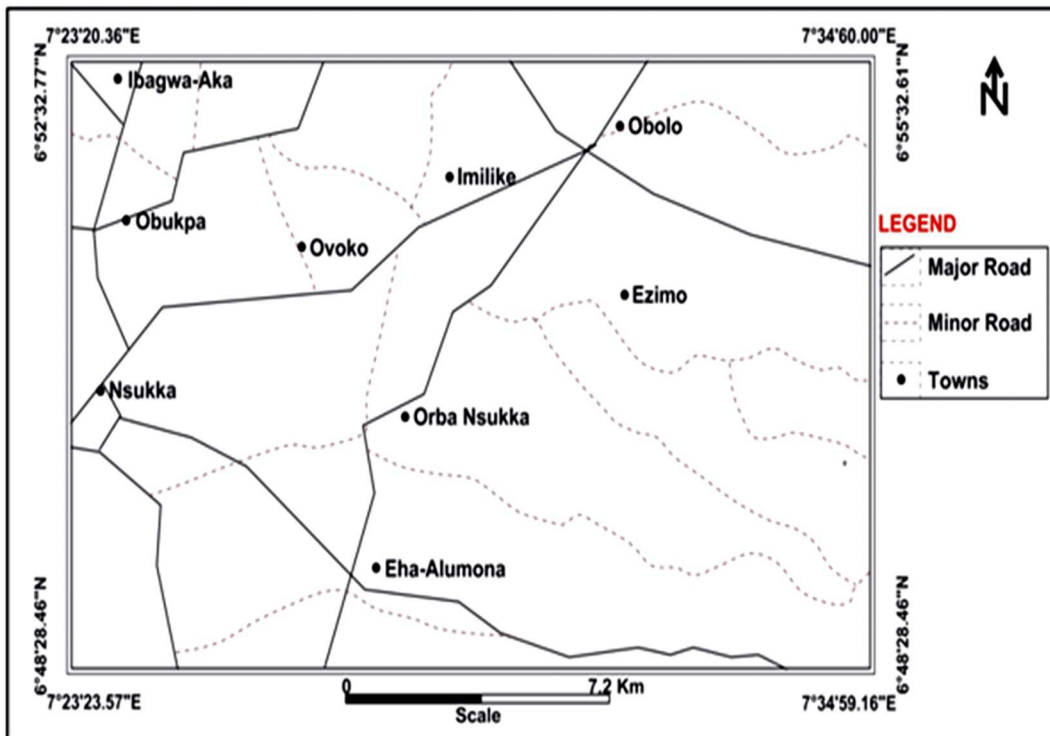 7°23'20.36"E
7°34'60.00"E
6°52'32.77"N
6°55'32.61"N
N
Ibagwa-Aka
Obolo
Imilike
Obukpa
Ovoko
LEGEND
Major Road
Ezimo
Minor Road
Nsukka
Towns
Orba Nsukka
Eha-Alumona
6°48'28.46"N
6°48'28.46"N
7°23'23.57"E
0
7.2 Km
7°34'59.16"E
Scale